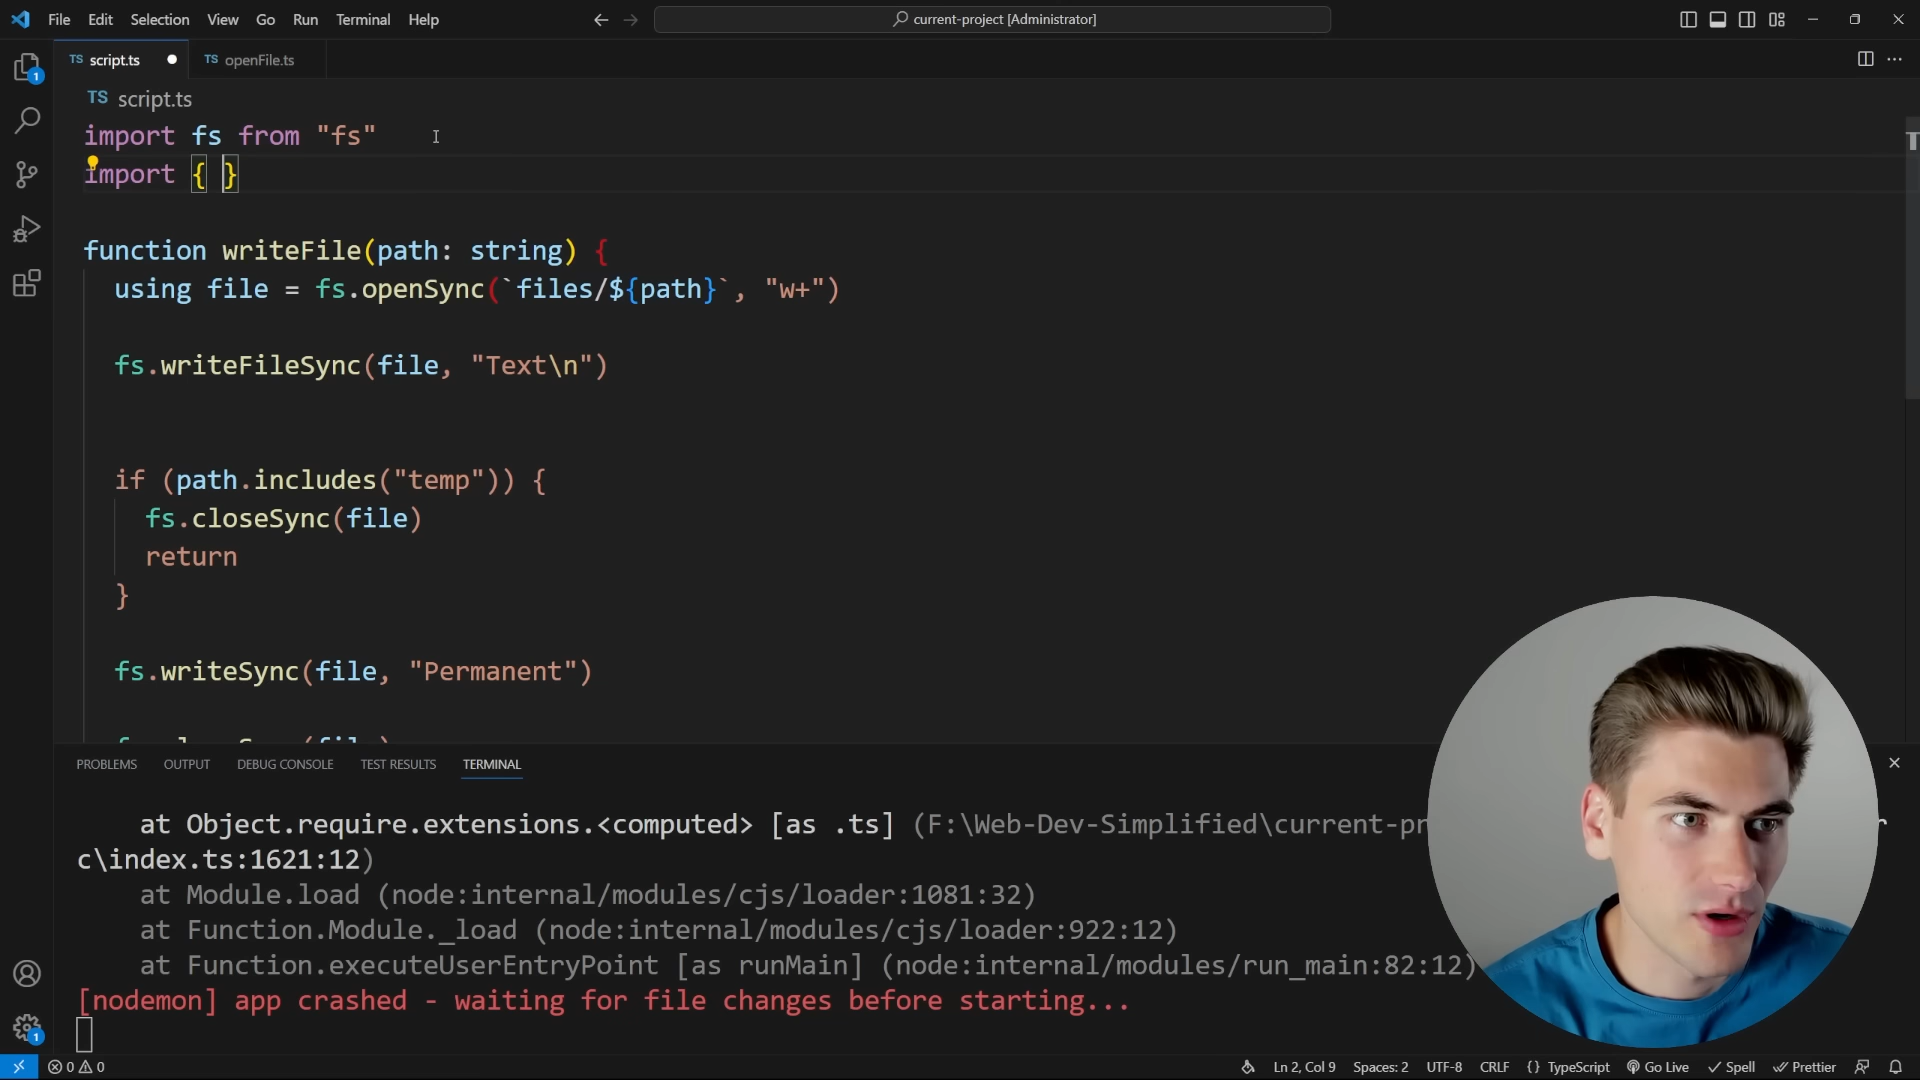 File Edit Selection View Go Run Terminal Help
current-project [Administrator]
TS script.ts
TS openFile.ts
TS script.ts
import fs from "fs"
import { }
function writeFile(path: string) {
using file = fs.openSync(`files/${path}`, "w+")
fs.writeFileSync(file, "Text\n")
if (path.includes("temp")) {
fs.closeSync(file)
return
}
fs.writeSync(file, "Permanent")
PROBLEMS OUTPUT DEBUG CONSOLE TEST RESULTS TERMINAL
at Object.require.extensions.<computed> [as .ts] (F:\Web-Dev-Simplified\current-pr
c\index.ts:1621:12)
at Module.load (node:internal/modules/cjs/loader:1081:32)
at Function.Module._load (node:internal/modules/cjs/loader:922:12)
at Function.executeUserEntryPoint [as runMain] (node:internal/modules/run_main:82:12)
[nodemon] app crashed - waiting for file changes before starting...
0 0 Ln 2, Col 9 Spaces: 2 UTF-8 CRLF {} TypeScript Go Live Spell Prettier